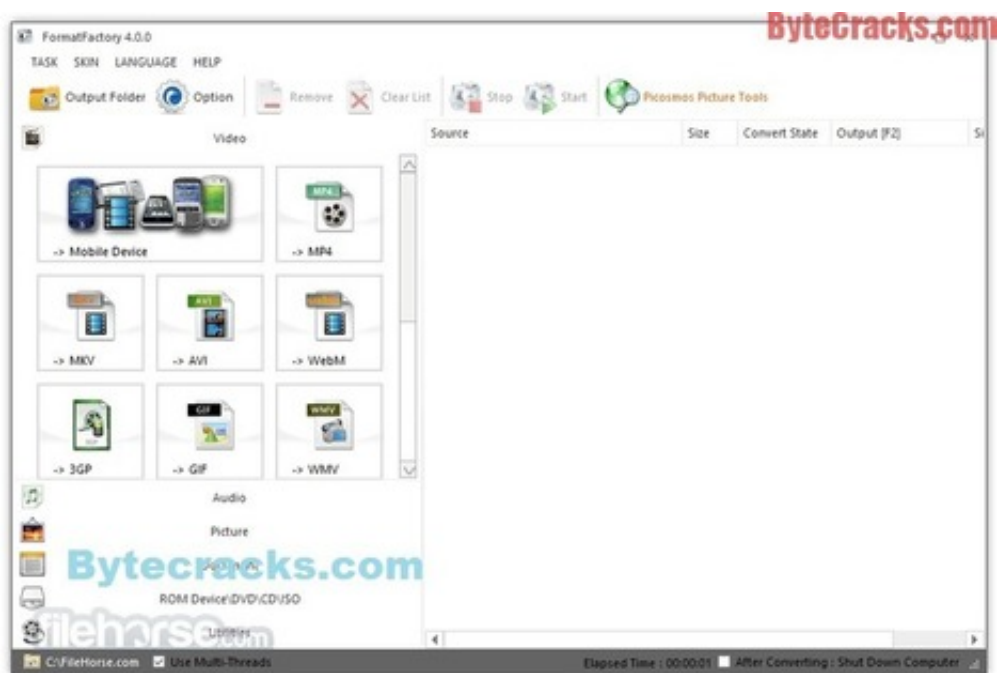 ByteCracks.com
FormatFactory 4.0.0
TASK SKIN LANGUAGE HELP
Output Folder Option Remove Clear List Stop Start Picosmos Picture Tools
Video
Source Size Convert State Output [F2]
MP4
-> Mobile Device -> MP4
AVI
-> MKV -> AVI -> WebM
GIF WMV
-> 3GP -> GIF -> WMV
Audio
Picture
Bytecracks.com
ROM Device\DVD\CD\ISO
filehorse.com
Utilities
C:\FileHorse.com Use Multi-Threads Elapsed Time : 00:00:01 After Converting : Shut Down Computer